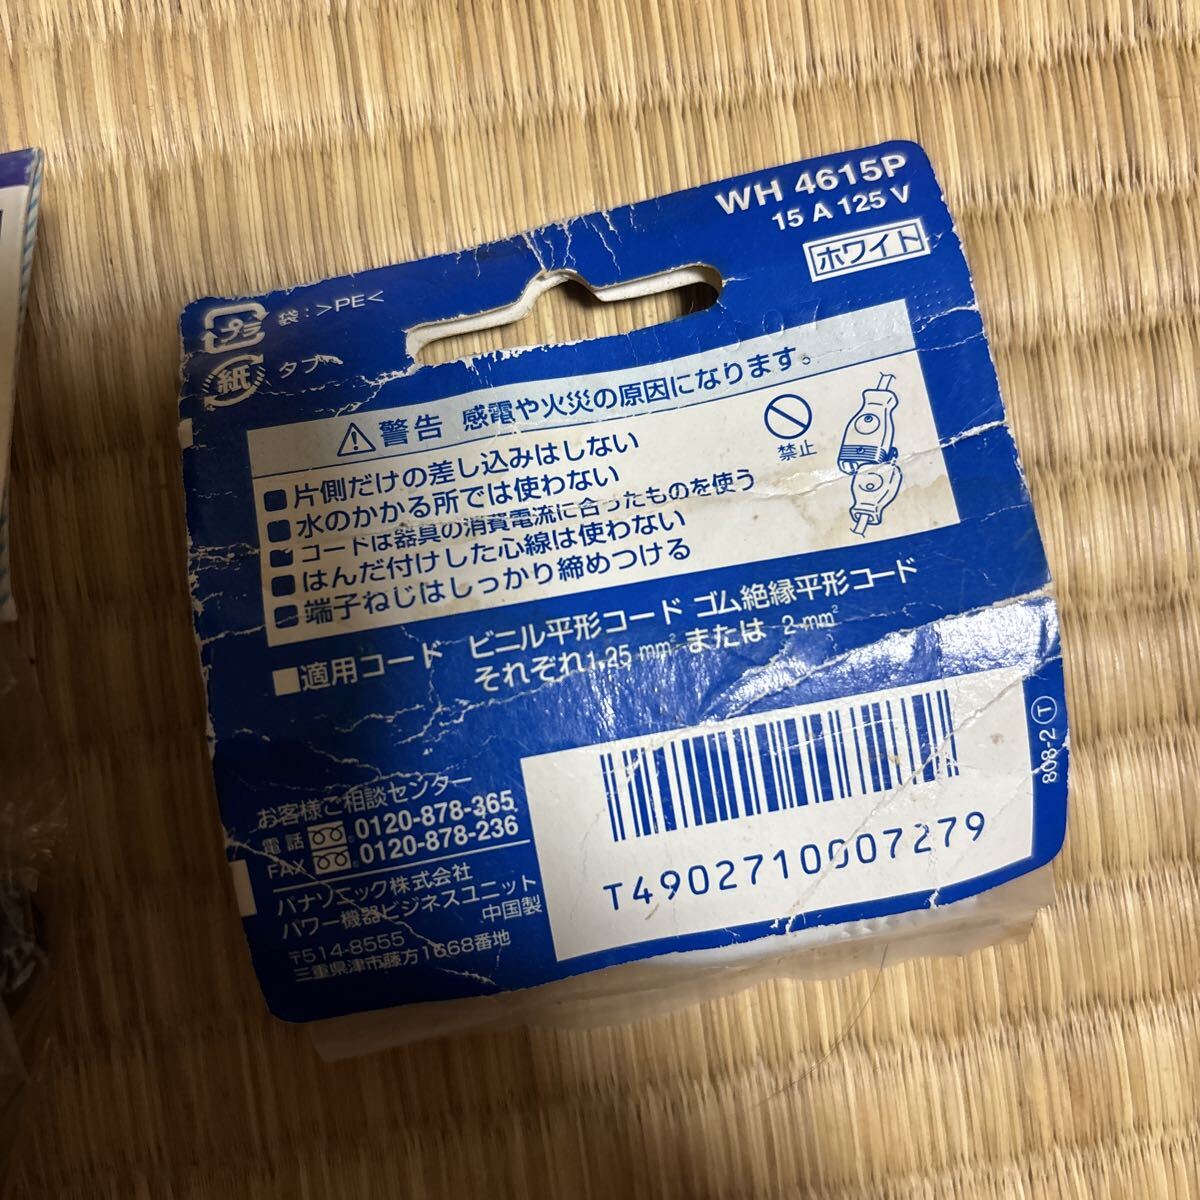 WH 4615P
15 A 125 V
ホワイト
プラ
袋:>PE<
紙
タブ
警告 感電や火災の原因になります。
■片側だけの差し込みはしない
■水のかかる所では使わない
■コードは器具の消費電流に合ったものを使う
■はんだ付けした心線は使わない
■端子ねじはしっかり締めつける
禁止
■適用コード ビニル平形コード ゴム絶縁平形コード
それぞれ1.25mm²または 2mm²
お客様ご相談センター
電話 0120-878-365
FAX 0120-878-236
パナソニック株式会社
パワー機器ビジネスユニット
中国製
〒514-8555
三重県津市藤方1668番地
T4902710007279
808-2 T